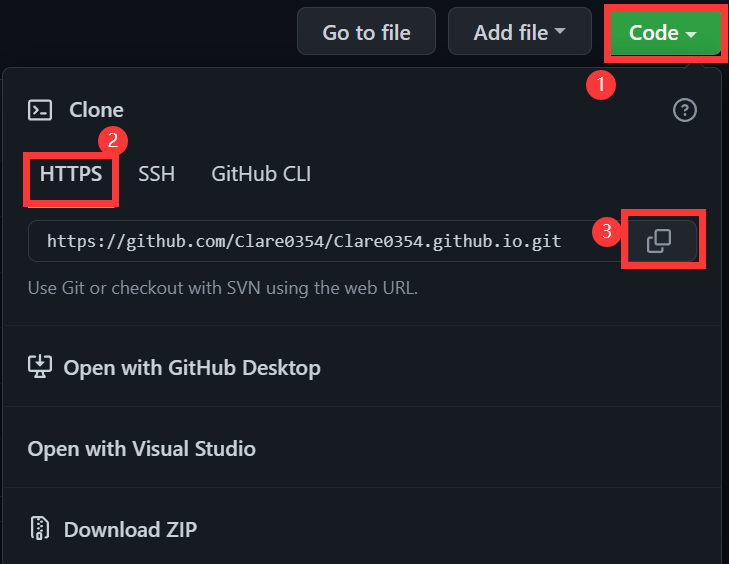 Go to file Add file Code
1
Clone
2
HTTPS SSH GitHub CLI
https://github.com/Clare0354/Clare0354.github.io.git 3
Use Git or checkout with SVN using the web URL.
Open with GitHub Desktop
Open with Visual Studio
Download ZIP